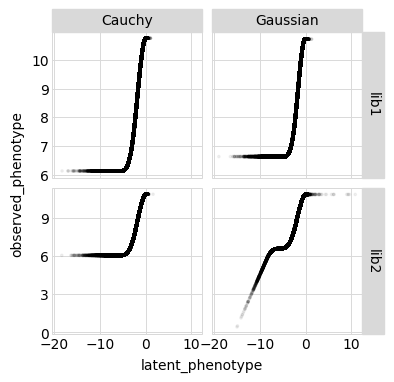 Cauchy Gaussian
10
9
8
7
6
lib1
9
6
3
0
lib2
−20 −10 0 10 −20 −10 0 10
observed_phenotype
latent_phenotype